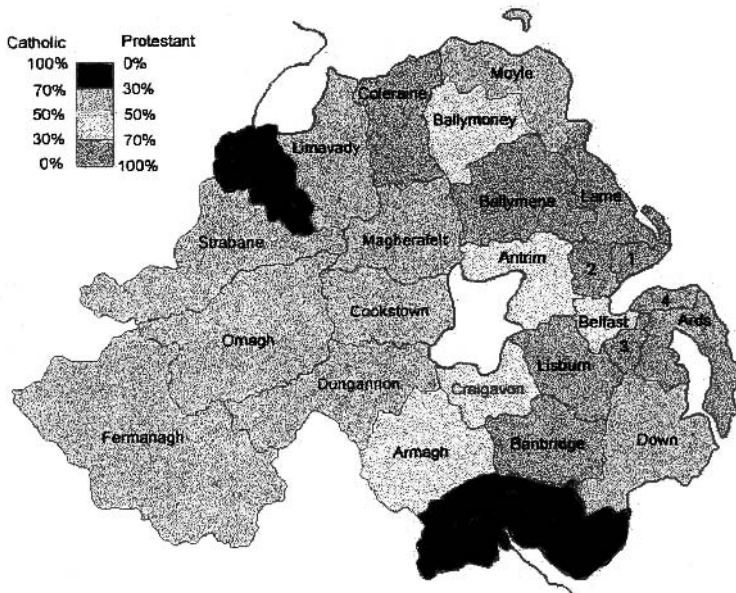 Catholic Protestant
100% 0%
70% 30%
50% 50%
30% 70%
0% 100%
Moyle
Coleraine
Ballymoney
Limavady
Ballymena
Larne
Strabane
Magherafelt
Antrim
2
1
Cookstown
4
Belfast
Ards
Omagh
3
Lisburn
Dungannon
Craigavon
Fermanagh
Armagh
Banbridge
Down